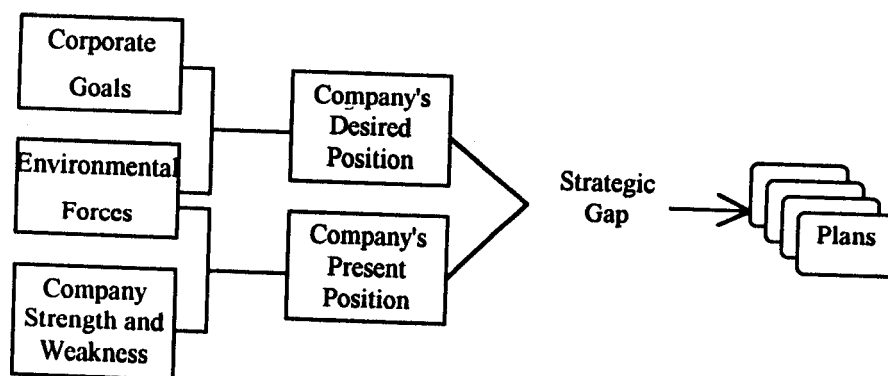 Corporate
Goals
Environmental
Forces
Company
Strength and
Weakness
Company's
Desired
Position
Company's
Present
Position
Strategic
Gap
Plans